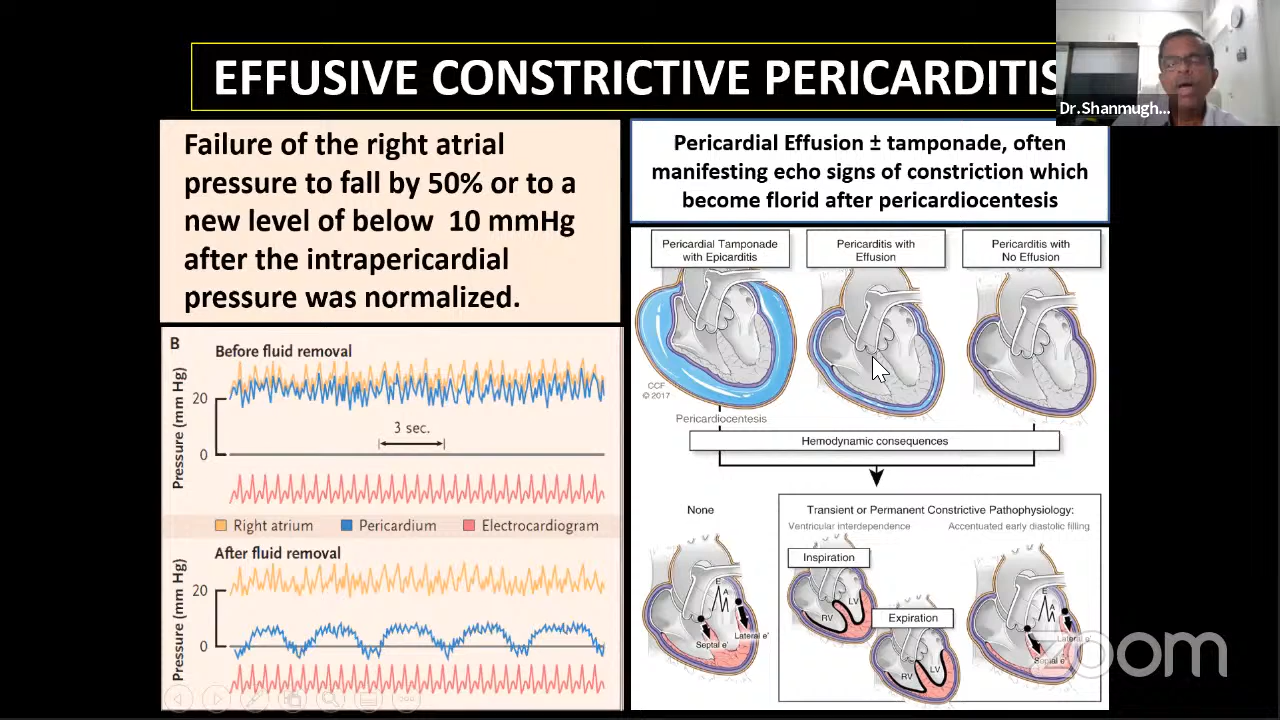 EFFUSIVE CONSTRICTIVE PERICARDITIS
Dr.Shanmugh...
Failure of the right atrial
pressure to fall by 50% or to a
new level of below 10 mmHg
after the intrapericardial
pressure was normalized.
Pericardial Effusion ± tamponade, often
manifesting echo signs of constriction which
become florid after pericardiocentesis
B
Before fluid removal
Pressure (mm Hg)
20
0
3 sec.
Right atrium
Pericardium
Electrocardiogram
After fluid removal
Pressure (mm Hg)
20
0
Pericardial Tamponade
with Epicarditis
Pericarditis with
Effusion
Pericarditis with
No Effusion
CCF
© 2017
Pericardiocentesis
Hemodynamic consequences
None
Transient or Permanent Constrictive Pathophysiology:
Ventricular interdependence
Accentuated early diastolic filling
Inspiration
Expiration
E
A
Septal e'
Lateral e'
RV
LV
RV
LV
E
A
Septal e'
Lateral e'
zoom